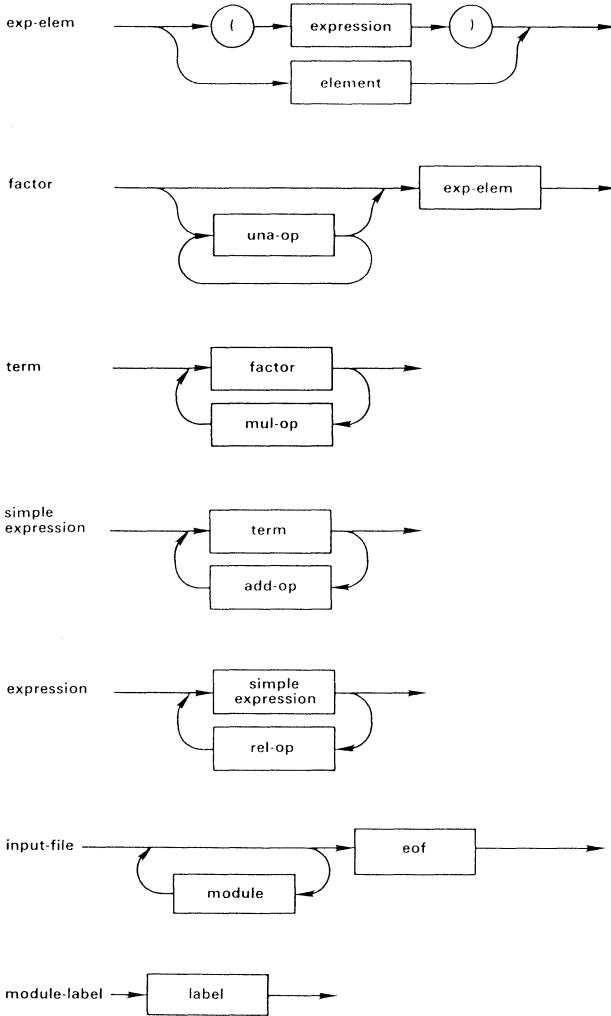 exp-elem
( expression )
element
factor
exp-elem
una-op
term
factor
mul-op
simple
expression
term
add-op
expression
simple
expression
rel-op
input-file
eof
module
module-label
label